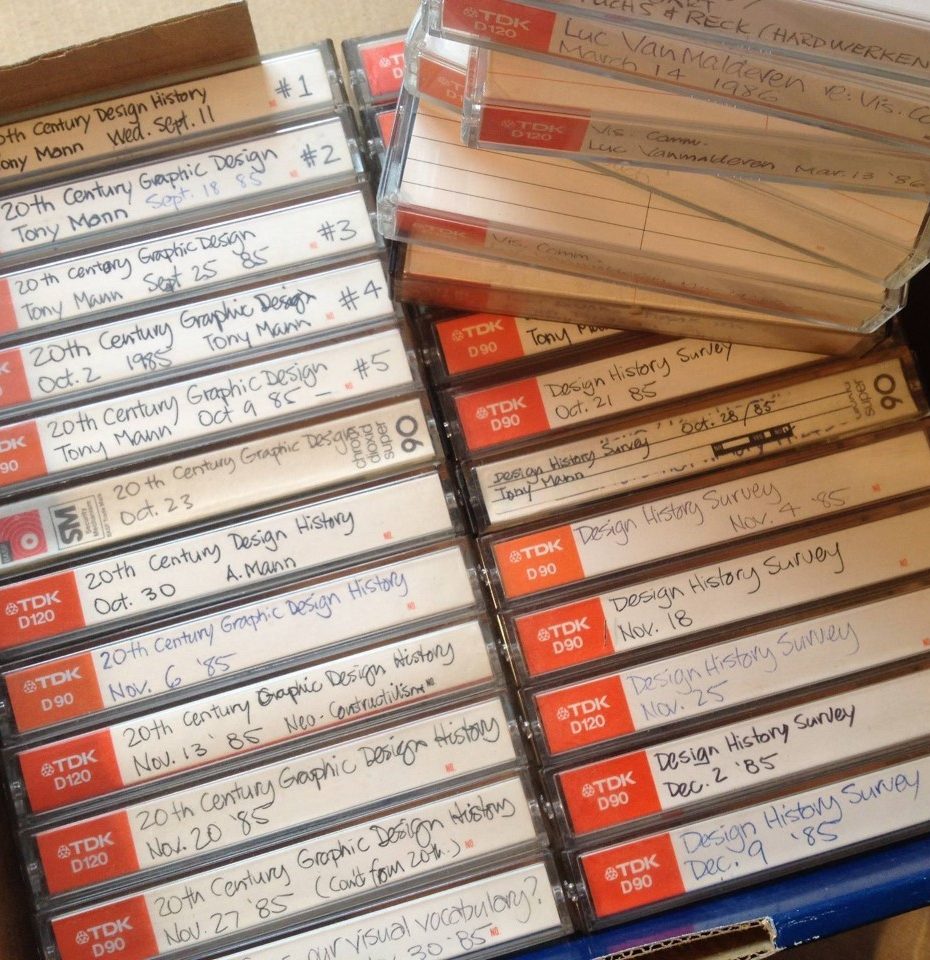 20th Century Design History
Tony Mann Wed. Sept. 11
#1
20th Century Graphic Design
Tony Mann Sept. 18 85
#2
20th Century Graphic Design
Tony Mann Sept 25 '85
#3
20th Century Graphic Design
Oct. 2 1985 Tony Mann
#4
20th Century Graphic Design
Tony Mann Oct 9 85 –
#5
SM
20th Century Graphic Design
Oct. 23
chromdioxid
super
90
TDK
D120
20th Century Design History
Oct. 30 A. Mann
TDK
D90
20th Century Graphic Design History
Nov. 6 '85
TDK
D120
20th Century Graphic Design History
Nov. 13 '85 Neo-Contructivism
TDK
D120
20th Century Graphic Design History
Nov. 20 '85
TDK
D90
20th Century Graphic Design History
Nov. 27 '85 (Con't from 20th.)
our visual vocabulary?
30 '85
TDK
D120
& RECK / HARDWERKEN
Luc VanMalderen re: Vis.
March 14 1986
TDK
D120
Vis. Comm.
Luc Vanmalderen Mar. 13 '86
Vis. Comm.
TDK
D90
Tony
TDK
D90
Design History Survey
Oct. 21 85
Design History Survey Oct. 28/85
Tony Mann
super
90
TDK
D90
Design History Survey
Nov. 4 '85
TDK
D90
Design History Survey
Nov. 18
TDK
D120
Design History Survey
Nov. 25
TDK
D90
Design History Survey
Dec. 2 '85
TDK
D90
Design History Survey
Dec. 9 '85